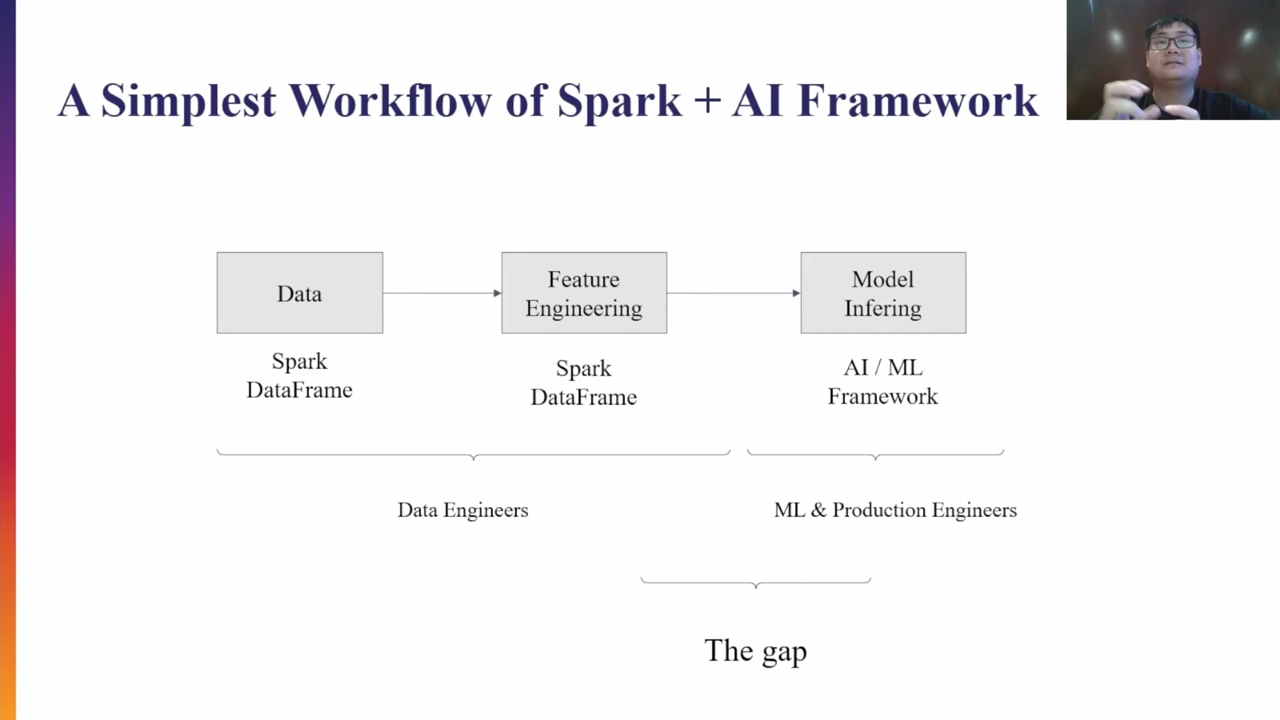 A Simplest Workflow of Spark + AI Framework
Data
Feature
Engineering
Model
Infering
Spark
DataFrame
Spark
DataFrame
AI / ML
Framework
Data Engineers
ML & Production Engineers
The gap